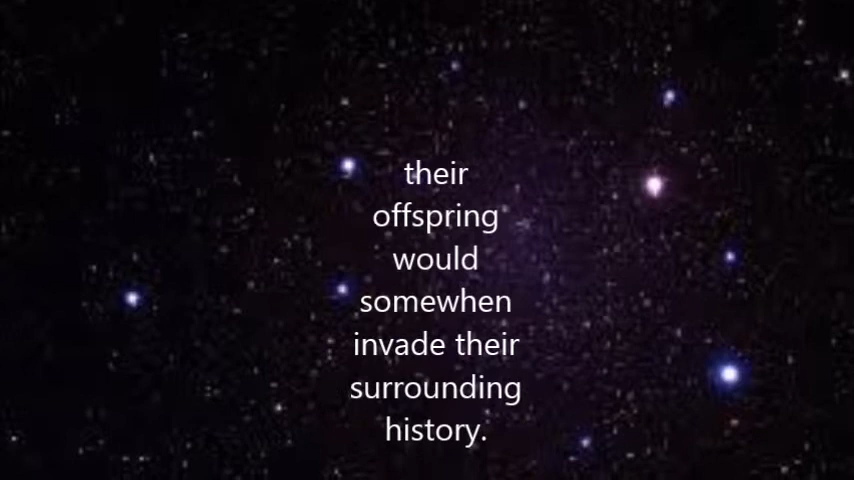 their
offspring
would
somewhen
invade their
surrounding
history.